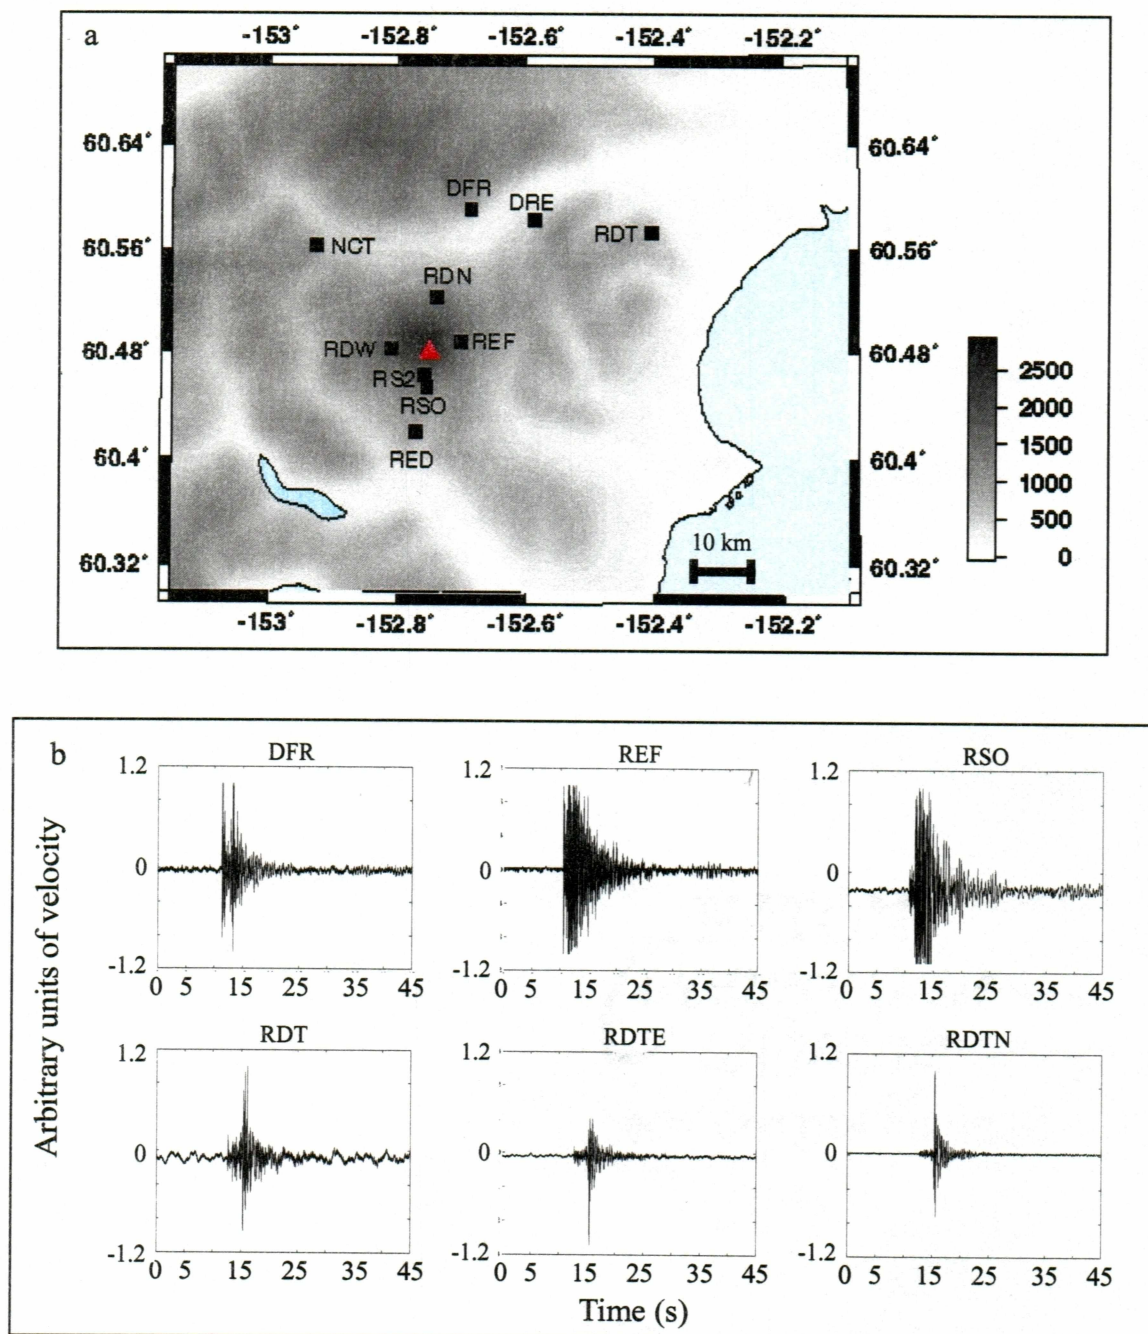 a
-153° -152.8° -152.6° -152.4° -152.2°
60.64° 60.64°
DFR
DRE
RDT
60.56° NCT 60.56°
RDN
RDW REF
60.48° 60.48°
RS2
RSO
RED
60.4° 60.4°
10 km
60.32° 60.32°
-153° -152.8° -152.6° -152.4° -152.2°
2500
2000
1500
1000
500
0
b
Arbitrary units of velocity
DFR REF RSO
1.2 1.2 1.2
0 0 0
-1.2 -1.2 -1.2
0 5 15 25 35 45 0 5 15 25 35 45 0 5 15 25 35 45
RDT RDTE RDTN
1.2 1.2 1.2
0 0 0
-1.2 -1.2 -1.2
0 5 15 25 35 45 0 5 15 25 35 45 0 5 15 25 35 45
Time (s)